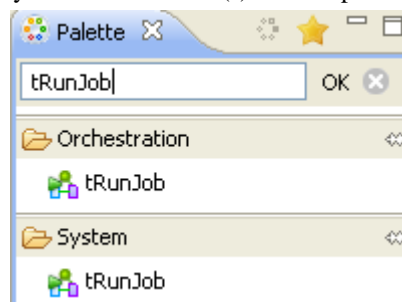 Palette
tRunJob OK
Orchestration
tRunJob
System
tRunJob